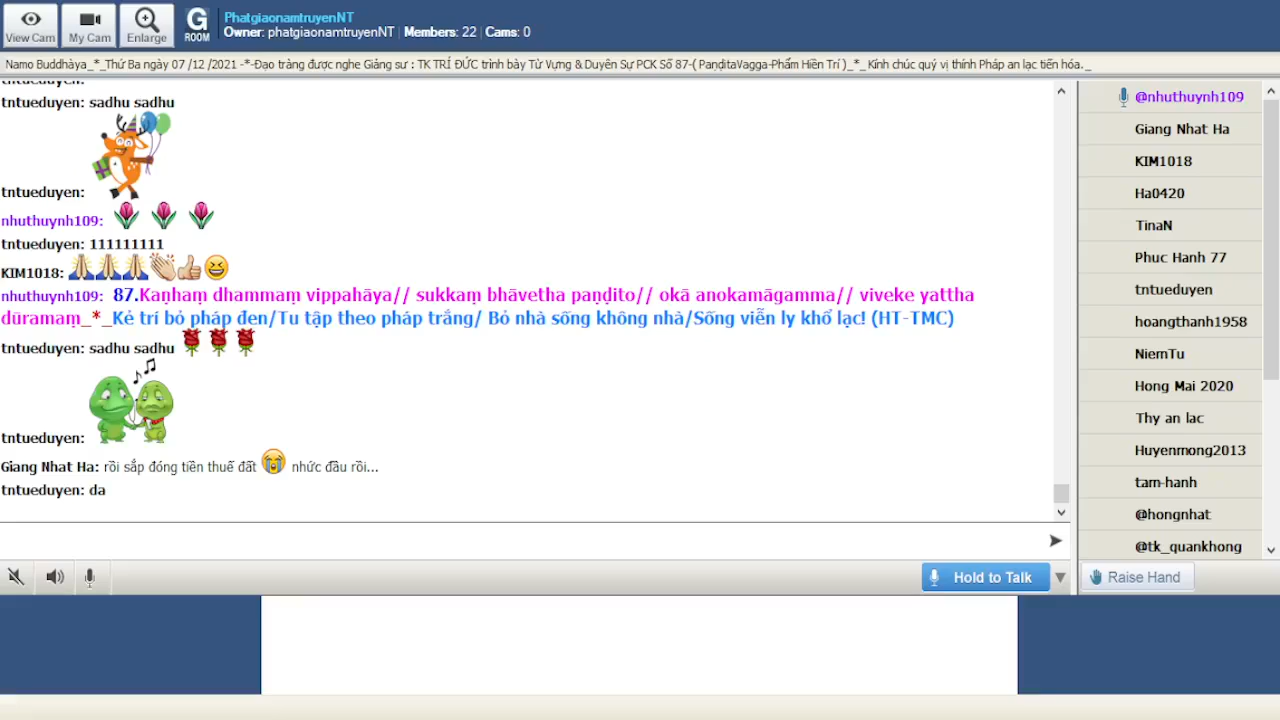 View Cam
My Cam
Enlarge
G
ROOM
PhatgiaonamtruyenNT
Owner: phatgiaonamtruyenNT | Members: 22 | Cams: 0
Namo Buddhàya_*_Thứ Ba ngày 07 /12 /2021 -*-Đạo tràng được nghe Giảng sư : TK TRÍ ĐỨC trình bày Từ Vựng & Duyên Sự PCK Số 87-( PaṇḍitaVagga-Phẩm Hiền Trí )_*_ Kính chúc quý vị thính Pháp an lạc tiến hóa._
tntueduyen:
tntueduyen: sadhu sadhu
tntueduyen:
nhuthuynh109:
tntueduyen: 111111111
KIM1018:
nhuthuynh109: 87.Kaṇhaṃ dhammaṃ vippahāya// sukkaṃ bhāvetha paṇḍito// okā anokamāgamma// viveke yattha
dūramaṃ_*_Kẻ trí bỏ pháp đen/Tu tập theo pháp trắng/ Bỏ nhà sống không nhà/Sống viễn ly khổ lạc! (HT-TMC)
tntueduyen: sadhu sadhu
tntueduyen:
Giang Nhat Ha: rồi sắp đóng tiền thuế đất nhức đầu rồi...
tntueduyen: da
@nhuthuynh109
Giang Nhat Ha
KIM1018
Ha0420
TinaN
Phuc Hanh 77
tntueduyen
hoangthanh1958
NiemTu
Hong Mai 2020
Thy an lac
Huyenmong2013
tam-hanh
@hongnhat
@tk_quankhong
Hold to Talk
Raise Hand